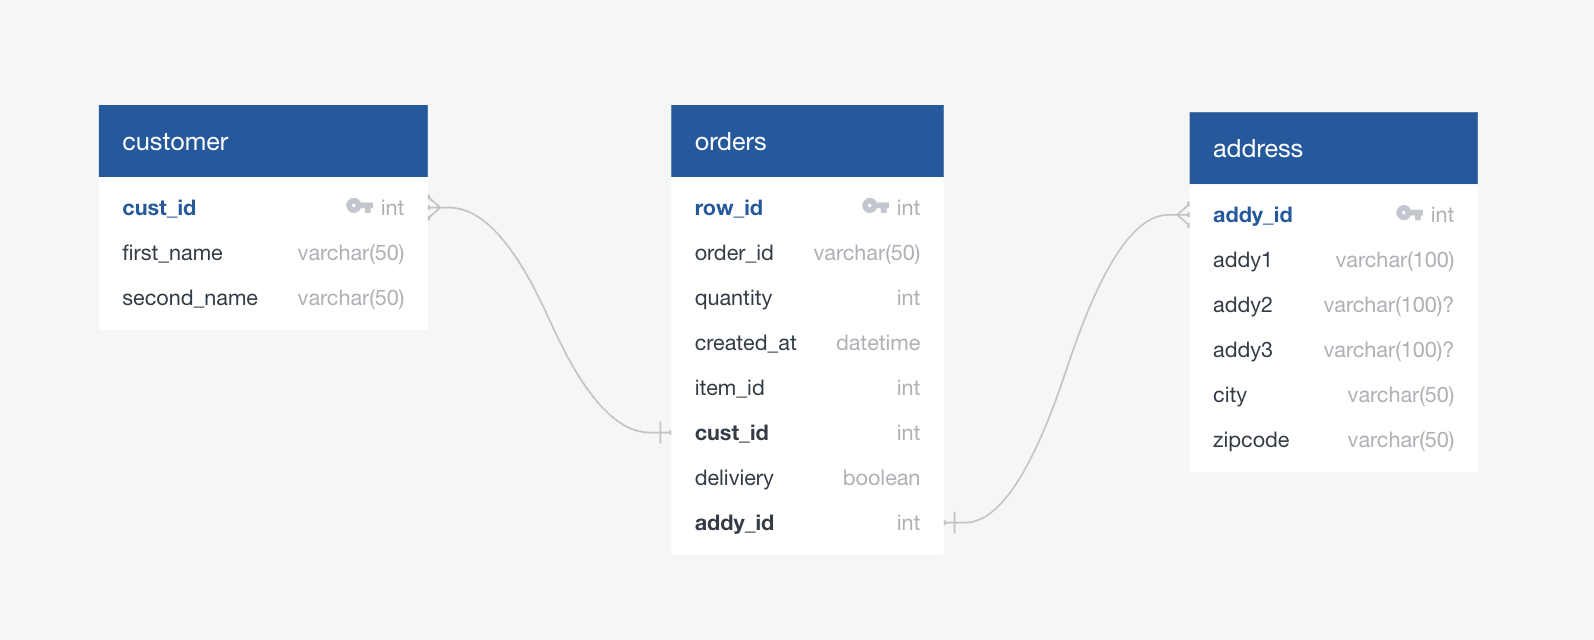 customer
cust_id int
first_name varchar(50)
second_name varchar(50)
orders
row_id int
order_id varchar(50)
quantity int
created_at datetime
item_id int
cust_id int
deliviery boolean
addy_id int
address
addy_id int
addy1 varchar(100)
addy2 varchar(100)?
addy3 varchar(100)?
city varchar(50)
zipcode varchar(50)